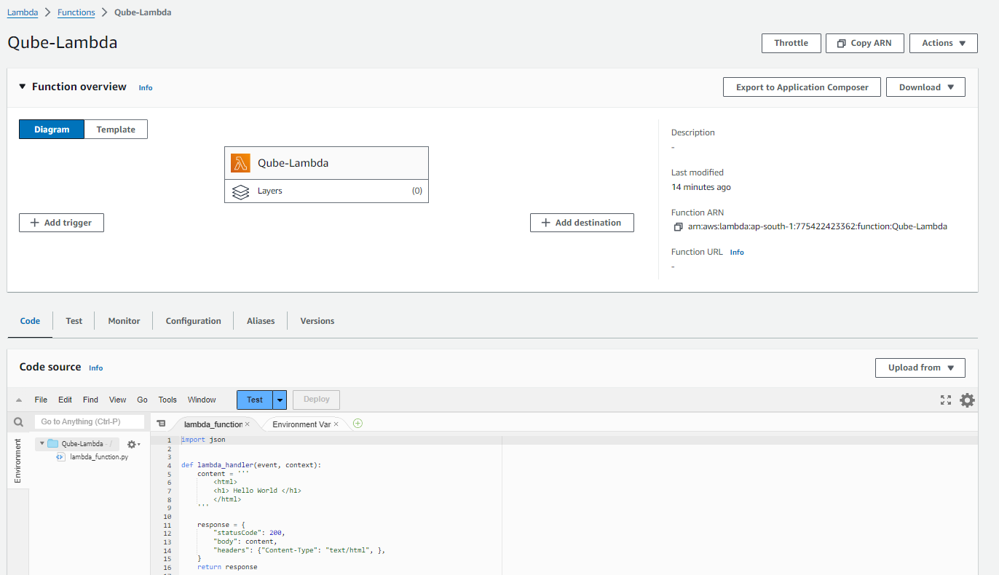 Lambda > Functions > Qube-Lambda
Qube-Lambda
Throttle Copy ARN Actions
Function overview Info
Export to Application Composer Download
Diagram Template
Qube-Lambda
Layers (0)
+ Add trigger
+ Add destination
Description
-
Last modified
14 minutes ago
Function ARN
arn:aws:lambda:ap-south-1:775422423362:function:Qube-Lambda
Function URL Info
-
Code Test Monitor Configuration Aliases Versions
Code source Info
Upload from
File Edit Find View Go Tools Window Test Deploy
Go to Anything (Ctrl-P)
Environment
Qube-Lambda - /
lambda_function.py
lambda_function × Environment Var ×
1 import json
2
3
4 def lambda_handler(event, context):
5 content = '''
6 <html>
7 <h1> Hello World </h1>
8 </html>
9 '''
10
11 response = {
12 "statusCode": 200,
13 "body": content,
14 "headers": {"Content-Type": "text/html", },
15 }
16 return response